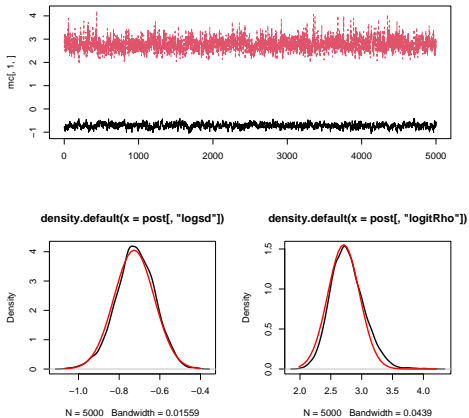 mc[, 1, ]
4
3
2
1
0
−1
0 1000 2000 3000 4000 5000
density.default(x = post[, "logsd"])
Density
4
3
2
1
0
−1.0 −0.8 −0.6 −0.4
N = 5000 Bandwidth = 0.01559
density.default(x = post[, "logitRho"])
Density
1.5
1.0
0.5
0.0
2.0 2.5 3.0 3.5 4.0
N = 5000 Bandwidth = 0.0439